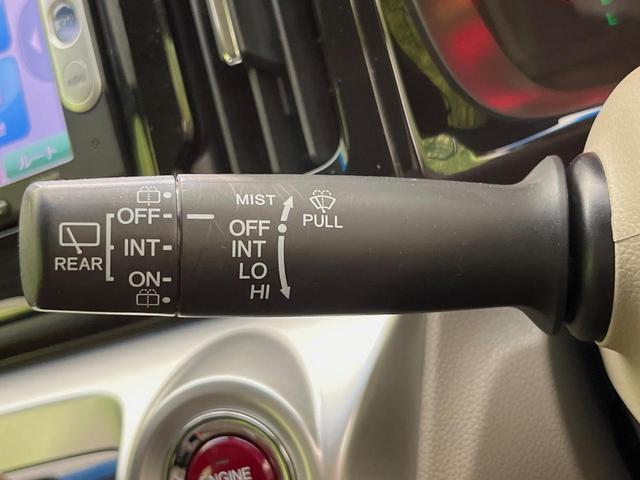 ルート
REAR
OFF
INT
ON
MIST
OFF
INT
LO
HI
PULL
ENGINE